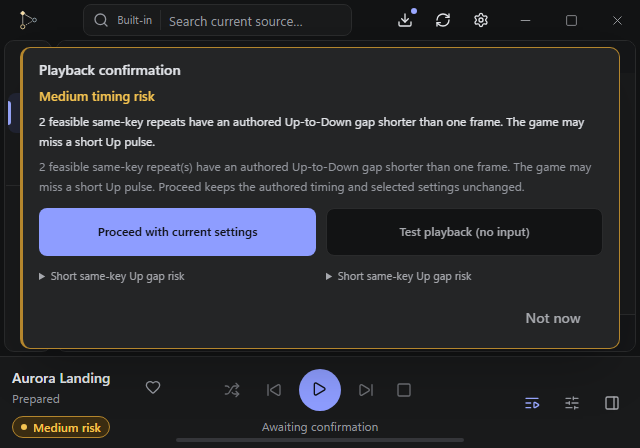 Built-in
Search current source...
Playback confirmation
Medium timing risk
2 feasible same-key repeats have an authored Up-to-Down gap shorter than one frame. The game may
miss a short Up pulse.
2 feasible same-key repeat(s) have an authored Up-to-Down gap shorter than one frame. The game may
miss a short Up pulse. Proceed keeps the authored timing and selected settings unchanged.
Proceed with current settings
Test playback (no input)
Short same-key Up gap risk
Short same-key Up gap risk
Not now
Aurora Landing
Prepared
Medium risk
Awaiting confirmation